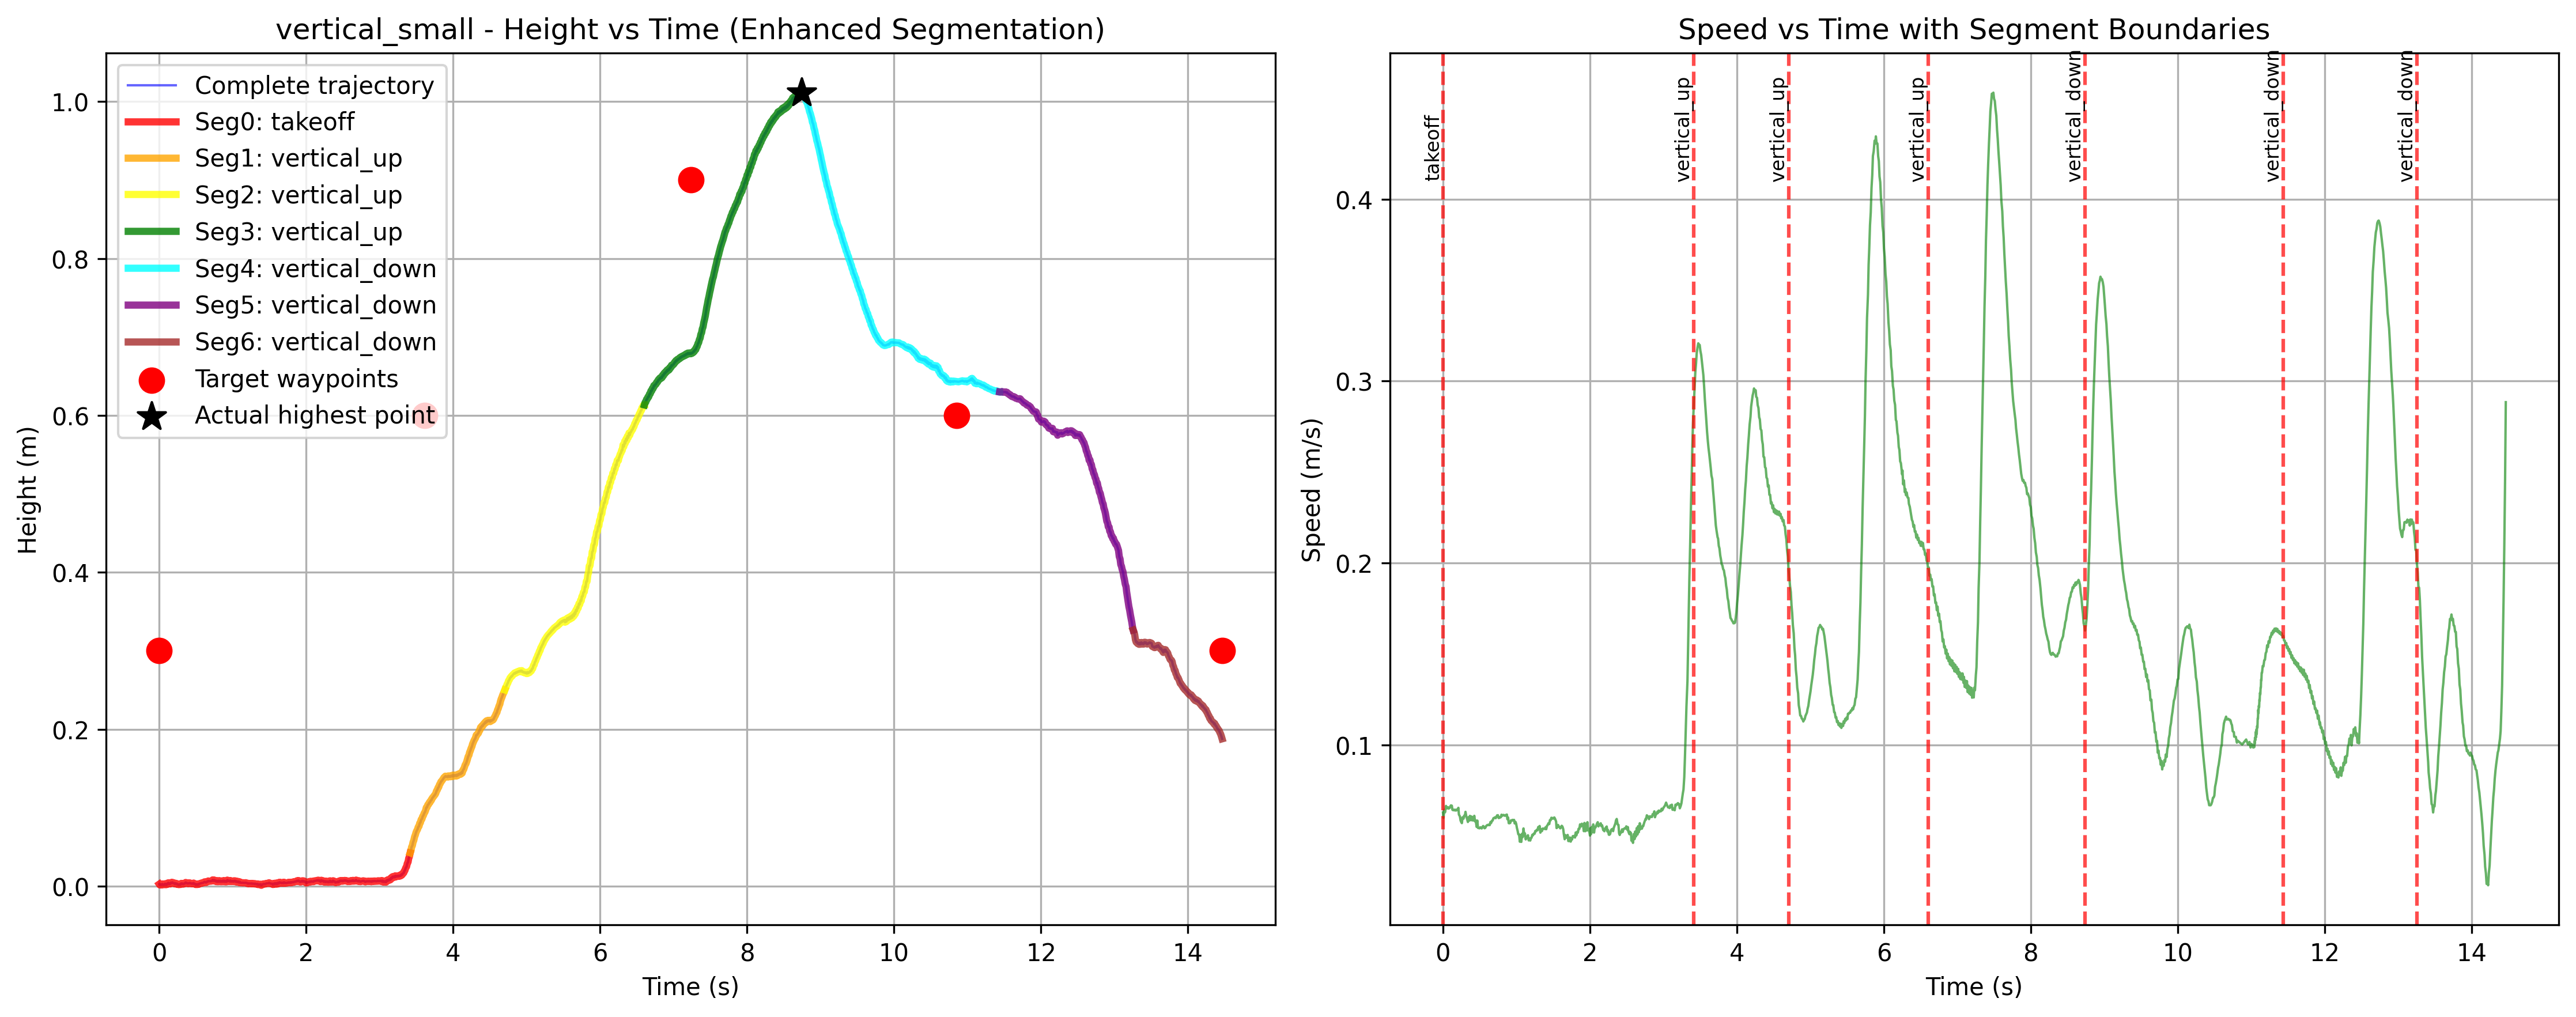 vertical_small - Height vs Time (Enhanced Segmentation)
Complete trajectory
Seg0: takeoff
Seg1: vertical_up
Seg2: vertical_up
Seg3: vertical_up
Seg4: vertical_down
Seg5: vertical_down
Seg6: vertical_down
Target waypoints
Actual highest point
Height (m)
1.0
0.8
0.6
0.4
0.2
0.0
0 2 4 6 8 10 12 14
Time (s)
Speed vs Time with Segment Boundaries
takeoff
vertical_up
vertical_up
vertical_up
vertical_down
vertical_down
vertical_down
Speed (m/s)
0.4
0.3
0.2
0.1
0 2 4 6 8 10 12 14
Time (s)